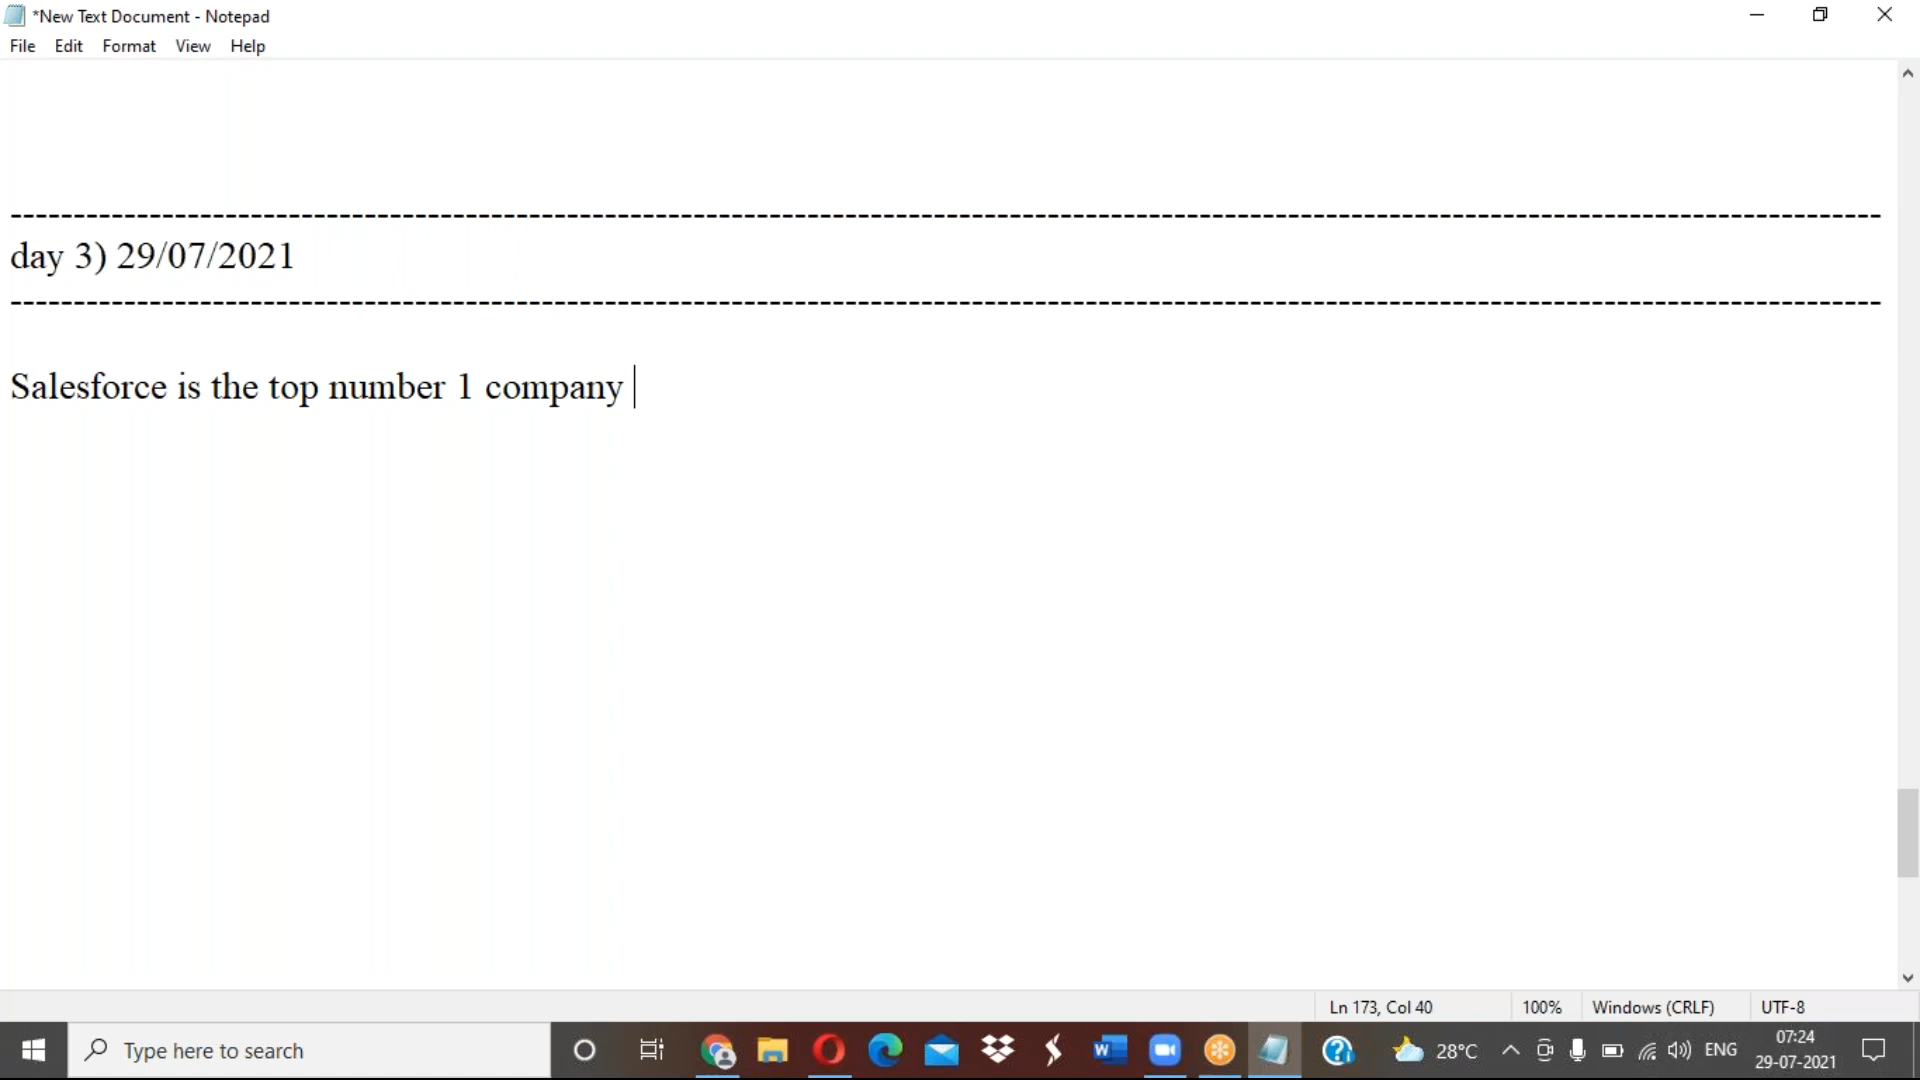 *New Text Document - Notepad
File Edit Format View Help
------------------------------------------------------------------------------------------------------------------------------------------------------
day 3) 29/07/2021
------------------------------------------------------------------------------------------------------------------------------------------------------
Salesforce is the top number 1 company
Ln 173, Col 40 100% Windows (CRLF) UTF-8
Type here to search 28°C ENG 07:24
29-07-2021